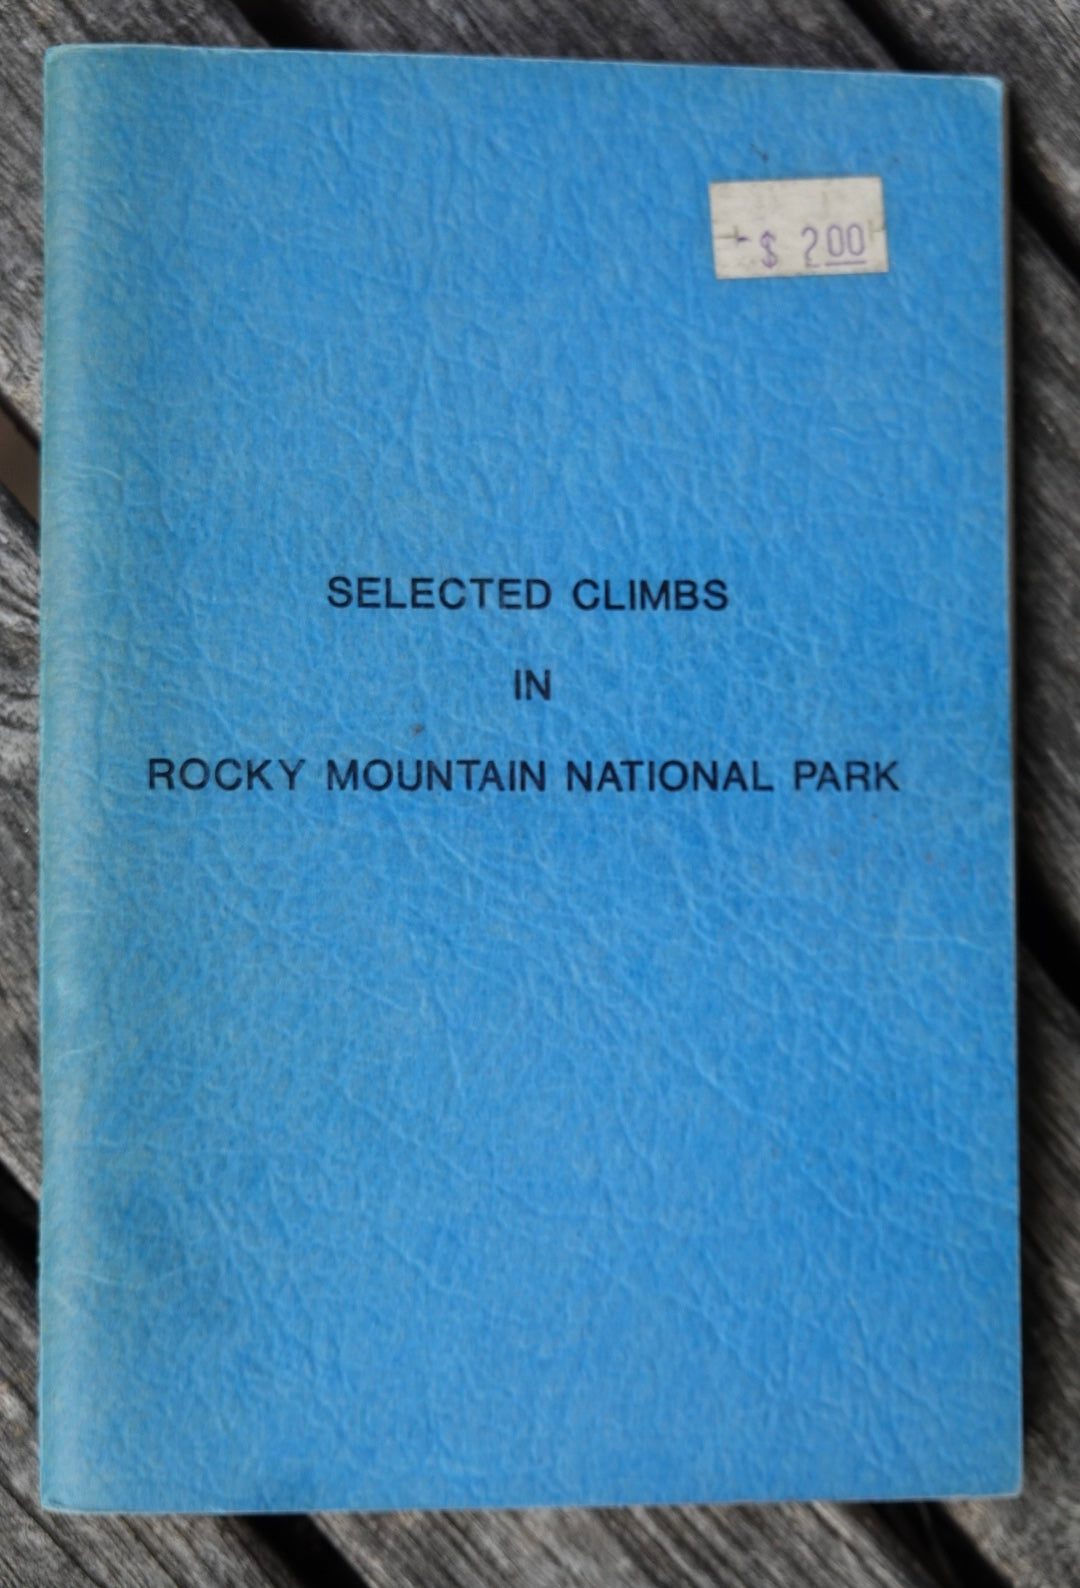 $ 2.00
SELECTED CLIMBS
IN
ROCKY MOUNTAIN NATIONAL PARK